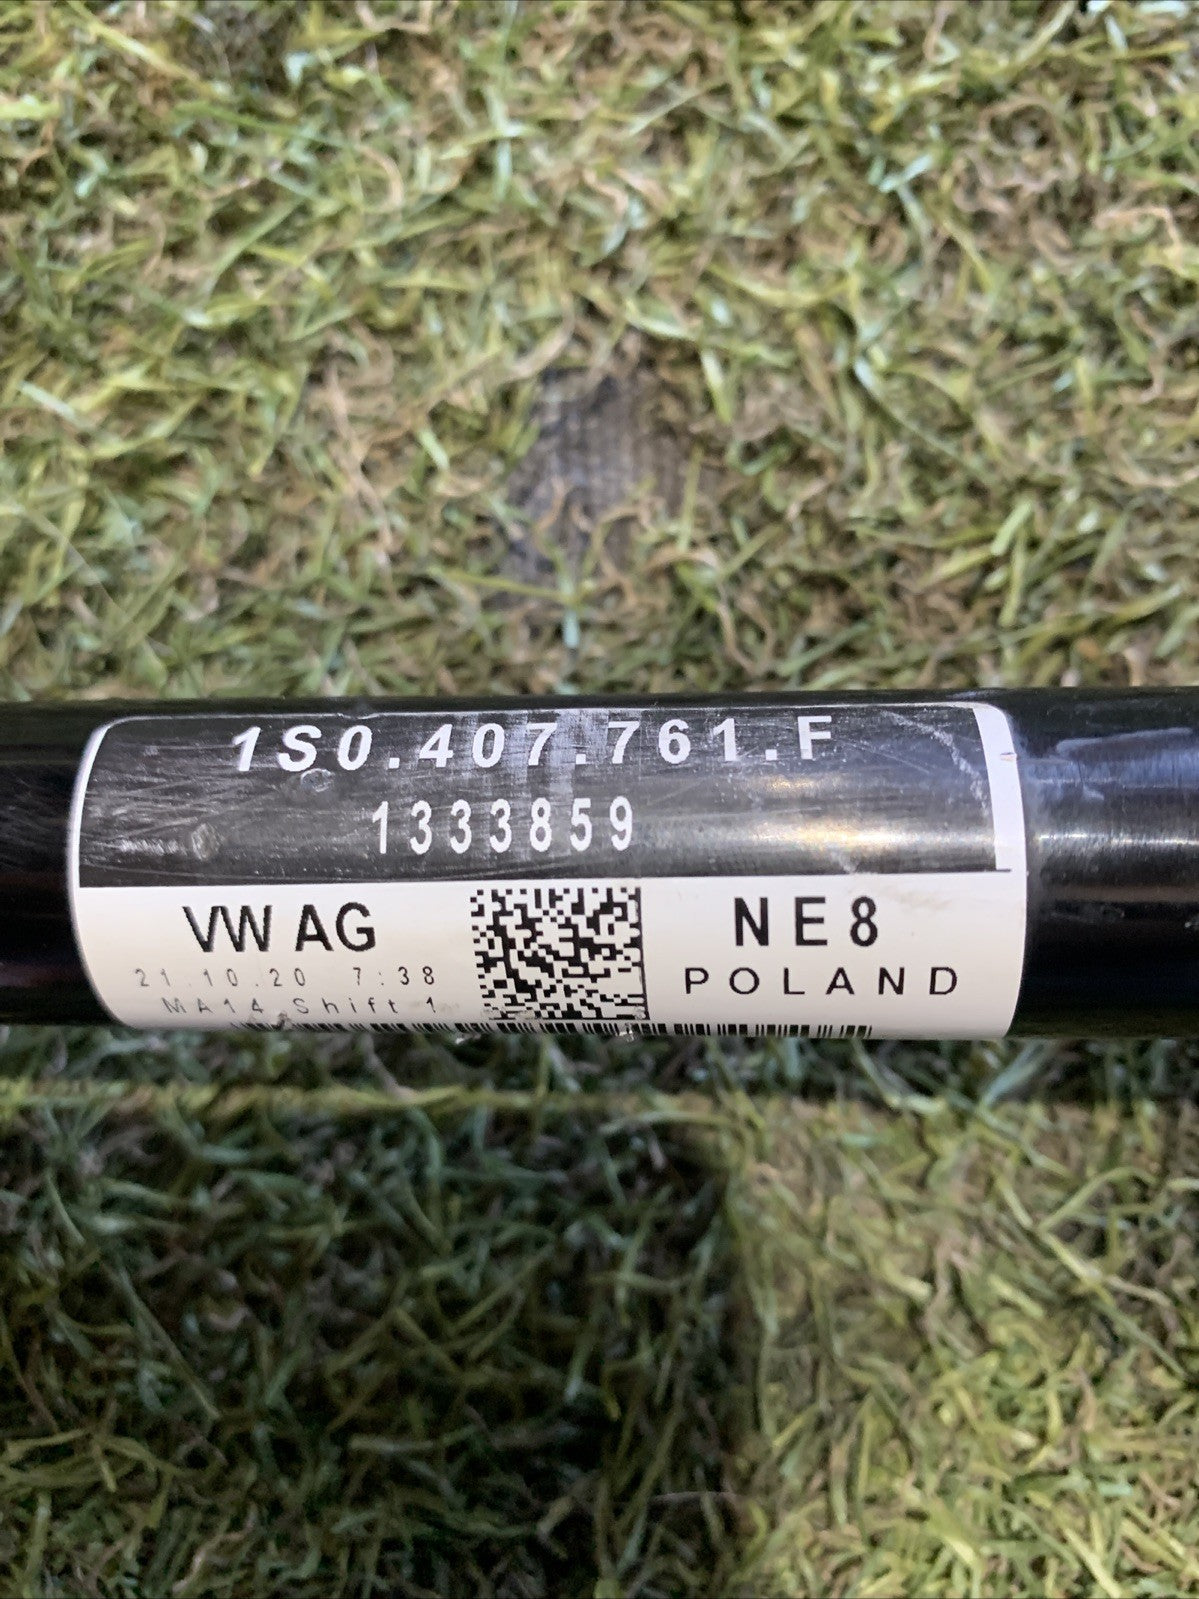 1S0.407.761.F
1333859
VW AG
NE8
21.10.20 7:38
POLAND
MA14 Shift 1